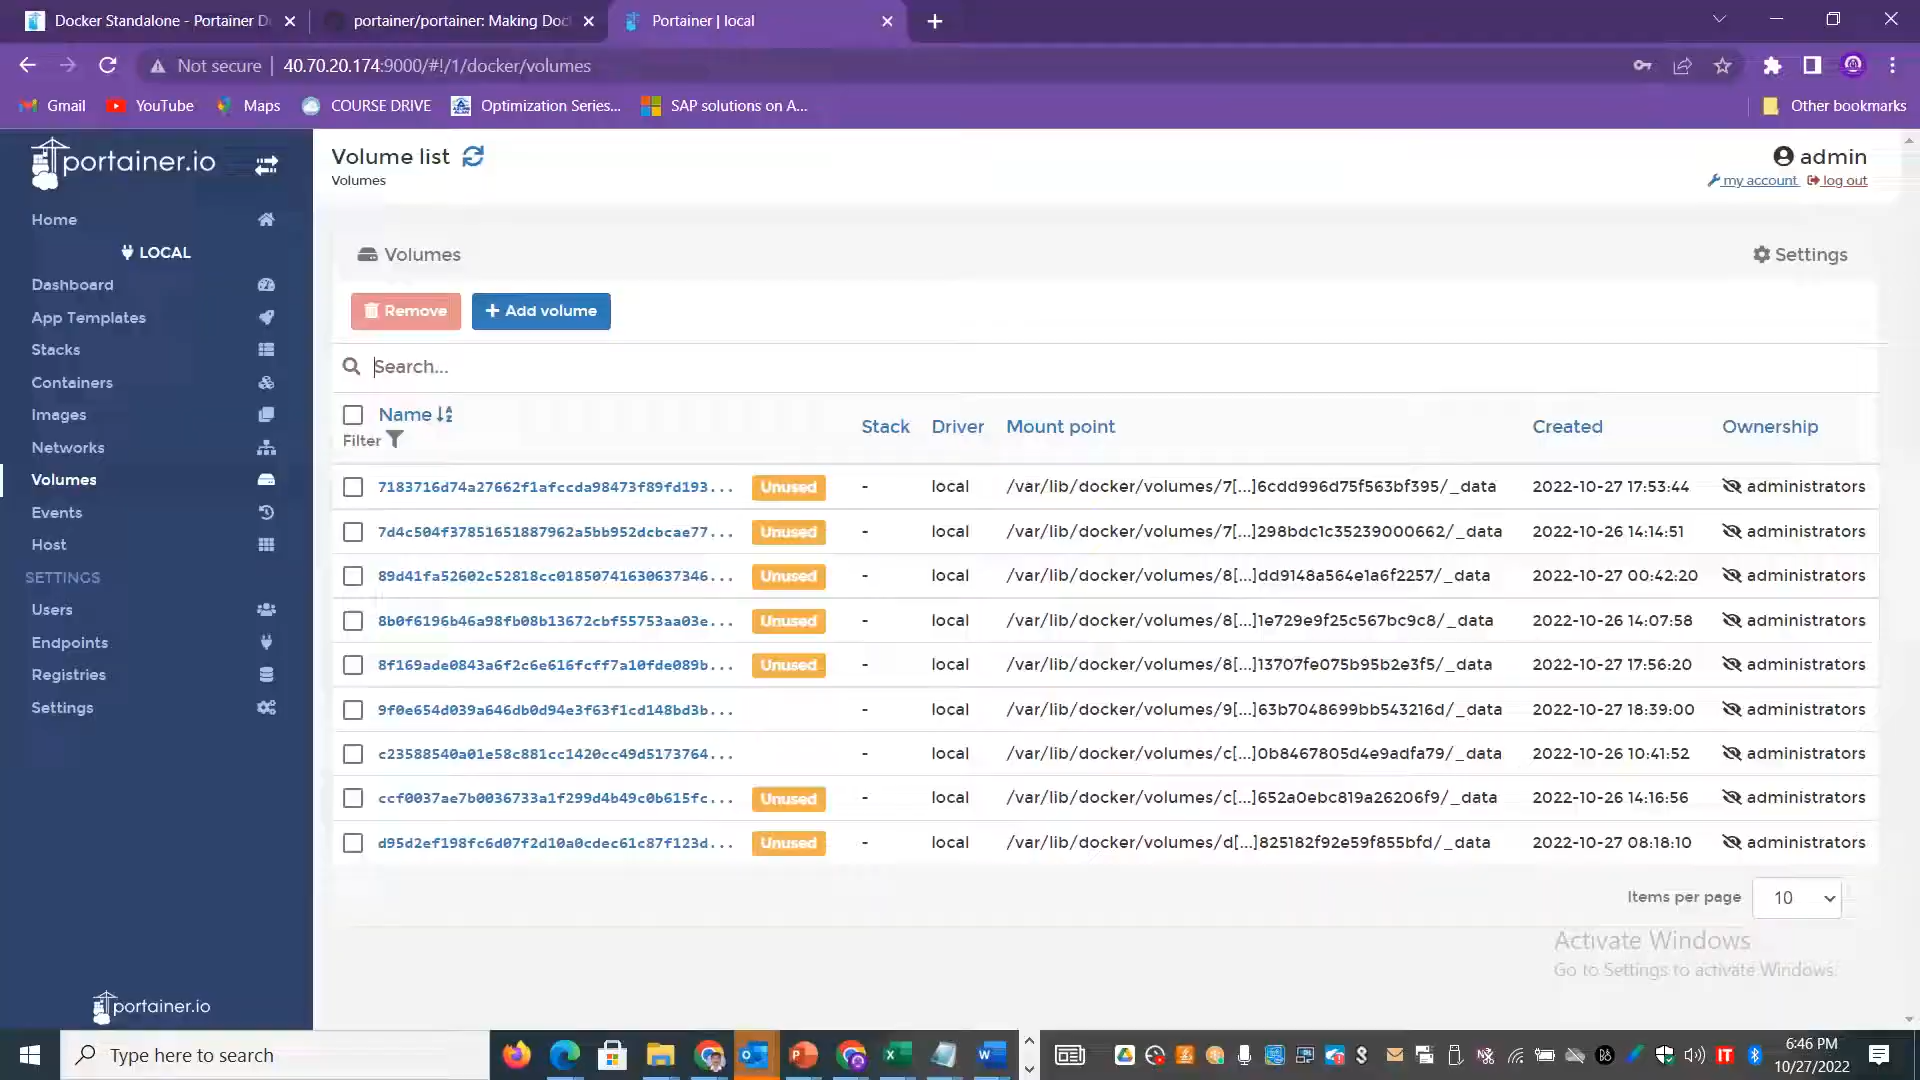 Docker Standalone - Portainer D
portainer/portainer: Making Doc
Portainer | local
Not secure
40.70.20.174:9000/#!/1/docker/volumes
Gmail
YouTube
Maps
COURSE DRIVE
Optimization Series...
SAP solutions on A...
Other bookmarks
portainer.io
Volume list
Volumes
admin
my account
log out
Home
LOCAL
Dashboard
App Templates
Stacks
Containers
Images
Networks
Volumes
Events
Host
SETTINGS
Users
Endpoints
Registries
Settings
portainer.io
Volumes
Settings
Remove
+ Add volume
Search...
Name
Filter
Stack
Driver
Mount point
Created
Ownership
7183716d74a27662f1afccda98473f89fd193... Unused - local /var/lib/docker/volumes/7[...]6cdd996d75f563bf395/_data 2022-10-27 17:53:44 administrators
7d4c504f37851651887962a5bb952dcbcae77... Unused - local /var/lib/docker/volumes/7[...]298bdc1c35239000662/_data 2022-10-26 14:14:51 administrators
89d41fa52602c52818cc01850741630637346... Unused - local /var/lib/docker/volumes/8[...]dd9148a564e1a6f2257/_data 2022-10-27 00:42:20 administrators
8b0f6196b46a98fb08b13672cbf55753aa03e... Unused - local /var/lib/docker/volumes/8[...]1e729e9f25c567bc9c8/_data 2022-10-26 14:07:58 administrators
8f169ade0843a6f2c6e616fcff7a10fde089b... Unused - local /var/lib/docker/volumes/8[...]13707fe075b95b2e3f5/_data 2022-10-27 17:56:20 administrators
9f0e654d039a646db0d94e3f63f1cd148bd3b... - local /var/lib/docker/volumes/9[...]63b7048699bb543216d/_data 2022-10-27 18:39:00 administrators
c23588540a01e58c881cc1420cc49d5173764... - local /var/lib/docker/volumes/c[...]0b8467805d4e9adfa79/_data 2022-10-26 10:41:52 administrators
ccf0037ae7b0036733a1f299d4b49c0b615fc... Unused - local /var/lib/docker/volumes/c[...]652a0ebc819a26206f9/_data 2022-10-26 14:16:56 administrators
d95d2ef198fc6d07f2d10a0cdec61c87f123d... Unused - local /var/lib/docker/volumes/d[...]825182f92e59f855bfd/_data 2022-10-27 08:18:10 administrators
Items per page 10
Activate Windows
Go to Settings to activate Windows.
Type here to search
6:46 PM
10/27/2022